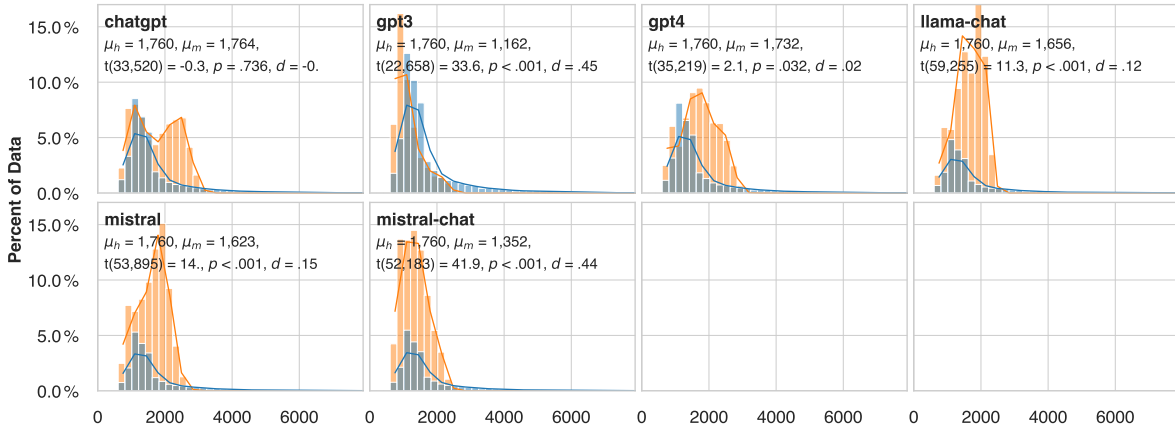 chatgpt
μh = 1,760, μm = 1,764,
t(33,520) = -0.3, p = .736, d = -0.
gpt3
μh = 1,760, μm = 1,162,
t(22,658) = 33.6, p < .001, d = .45
gpt4
μh = 1,760, μm = 1,732,
t(35,219) = 2.1, p = .032, d = .02
llama-chat
μh = 1,760, μm = 1,656,
t(59,255) = 11.3, p < .001, d = .12
15.0 %
10.0 %
5.0 %
0.0 %
mistral
μh = 1,760, μm = 1,623,
t(53,895) = 14., p < .001, d = .15
mistral-chat
μh = 1,760, μm = 1,352,
t(52,183) = 41.9, p < .001, d = .44
15.0 %
10.0 %
5.0 %
0.0 %
Percent of Data
0 2000 4000 6000
0 2000 4000 6000
0 2000 4000 6000
0 2000 4000 6000